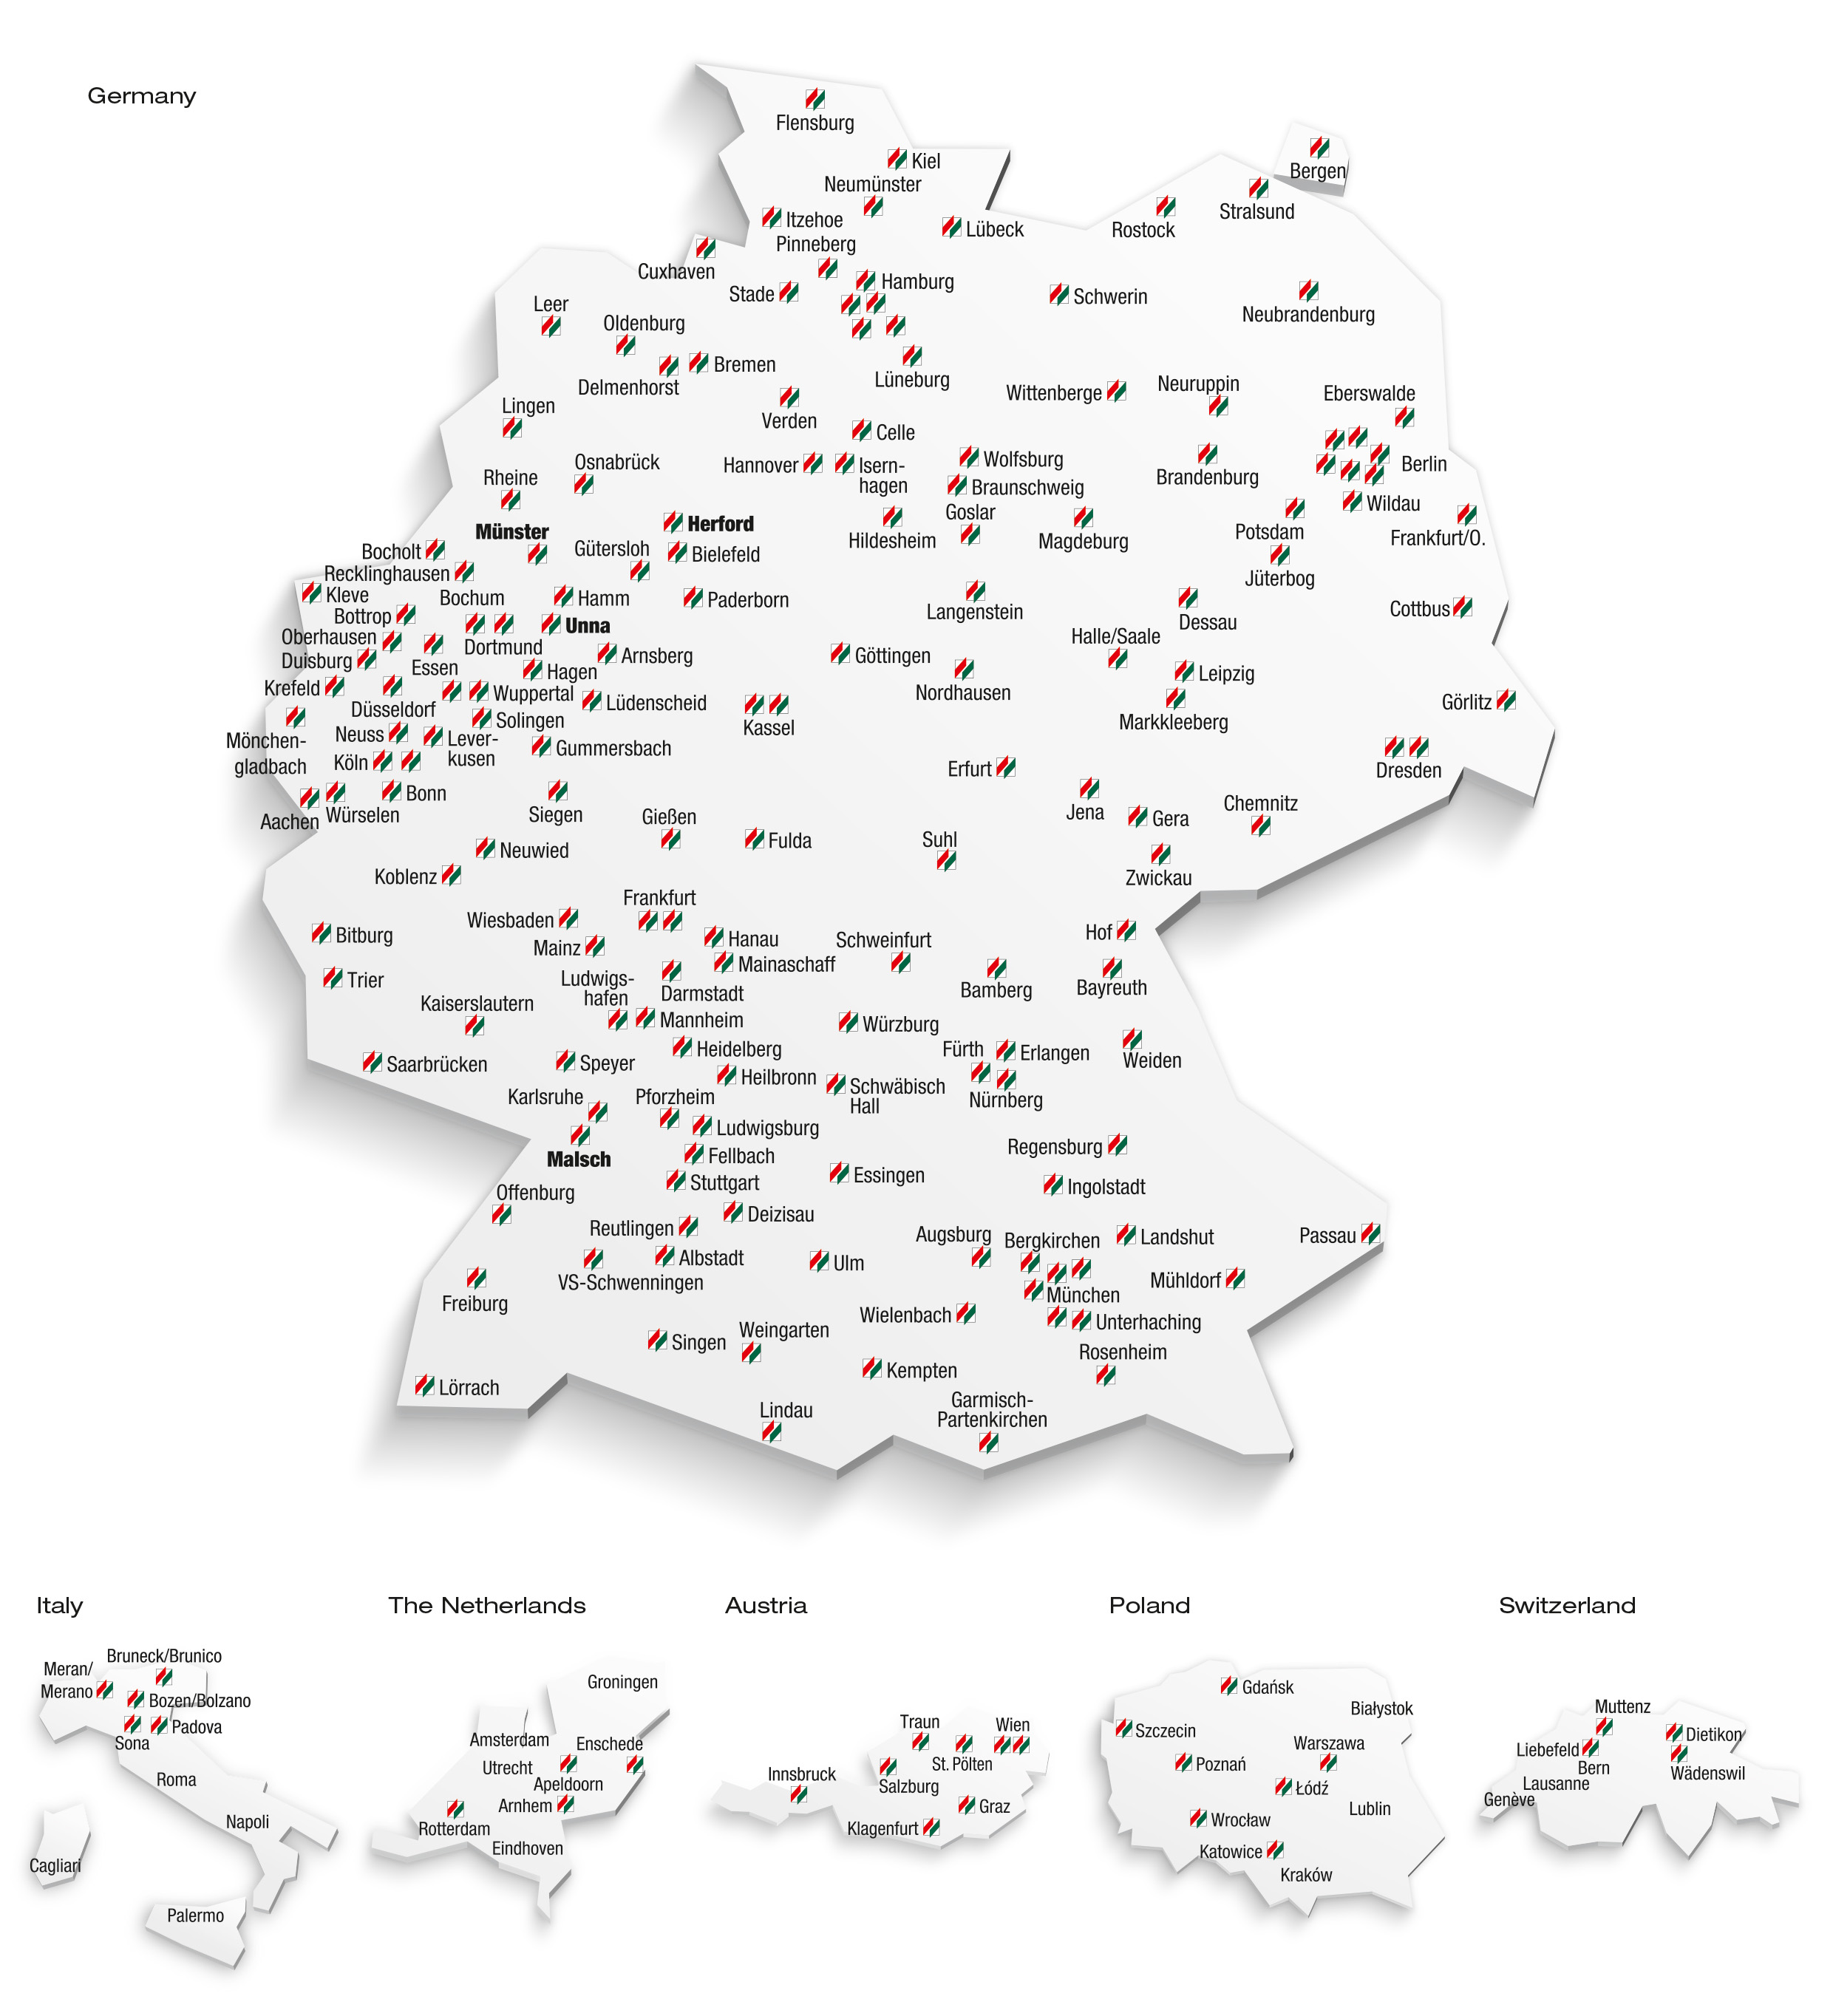 Germany
Flensburg
Kiel
Bergen
Neumünster
Stralsund
Itzehoe
Lübeck
Rostock
Pinneberg
Cuxhaven
Hamburg
Stade
Schwerin
Leer
Neubrandenburg
Oldenburg
Bremen
Delmenhorst
Lüneburg
Neuruppin
Wittenberge
Eberswalde
Lingen
Verden
Celle
Osnabrück
Hannover
Isern-
hagen
Wolfsburg
Berlin
Rheine
Brandenburg
Braunschweig
Wildau
Goslar
Herford
Münster
Potsdam
Hildesheim
Magdeburg
Frankfurt/O.
Bocholt
Gütersloh
Bielefeld
Recklinghausen
Jüterbog
Kleve
Bochum
Hamm
Paderborn
Bottrop
Langenstein
Cottbus
Dessau
Unna
Oberhausen
Dortmund
Halle/Saale
Duisburg
Essen
Arnsberg
Göttingen
Hagen
Leipzig
Krefeld
Wuppertal
Nordhausen
Lüdenscheid
Görlitz
Düsseldorf
Solingen
Markkleeberg
Kassel
Neuss
Lever-
kusen
Mönchen-
gladbach
Gummersbach
Köln
Erfurt
Dresden
Bonn
Aachen
Würselen
Siegen
Gießen
Jena
Chemnitz
Gera
Fulda
Suhl
Neuwied
Koblenz
Zwickau
Frankfurt
Wiesbaden
Bitburg
Hanau
Schweinfurt
Hof
Mainz
Mainaschaff
Trier
Ludwigs-
hafen
Darmstadt
Bamberg
Bayreuth
Kaiserslautern
Mannheim
Würzburg
Heidelberg
Fürth
Erlangen
Weiden
Saarbrücken
Speyer
Heilbronn
Schwäbisch
Hall
Karlsruhe
Pforzheim
Nürnberg
Ludwigsburg
Regensburg
Malsch
Fellbach
Essingen
Stuttgart
Ingolstadt
Offenburg
Deizisau
Reutlingen
Augsburg
Bergkirchen
Landshut
Passau
Albstadt
Ulm
VS-Schwenningen
Mühldorf
Freiburg
München
Wielenbach
Unterhaching
Weingarten
Singen
Rosenheim
Kempten
Lörrach
Garmisch-
Partenkirchen
Lindau
Italy
Bruneck/Brunico
Meran/
Merano
Bozen/Bolzano
Padova
Sona
Roma
Napoli
Cagliari
Palermo
The Netherlands
Groningen
Amsterdam
Enschede
Utrecht
Apeldoorn
Arnhem
Rotterdam
Eindhoven
Austria
Traun
Wien
St. Pölten
Innsbruck
Salzburg
Graz
Klagenfurt
Poland
Gdańsk
Białystok
Szczecin
Warszawa
Poznań
Łódź
Lublin
Wrocław
Katowice
Kraków
Switzerland
Muttenz
Dietikon
Liebefeld
Bern
Wädenswil
Lausanne
Genève